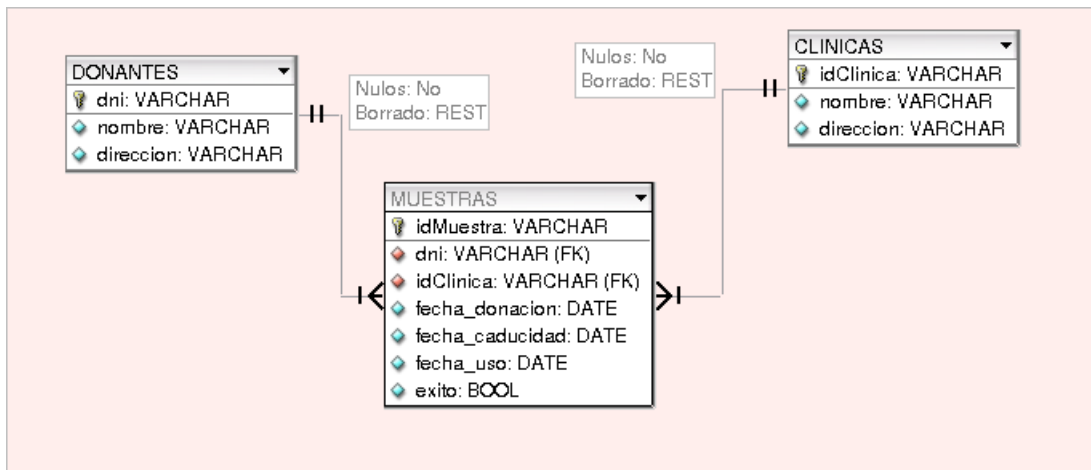 DONANTES
dni: VARCHAR
nombre: VARCHAR
direccion: VARCHAR
Nulos: No
Borrado: REST
Nulos: No
Borrado: REST
CLINICAS
idClinica: VARCHAR
nombre: VARCHAR
direccion: VARCHAR
MUESTRAS
idMuestra: VARCHAR
dni: VARCHAR (FK)
idClinica: VARCHAR (FK)
fecha_donacion: DATE
fecha_caducidad: DATE
fecha_uso: DATE
exito: BOOL